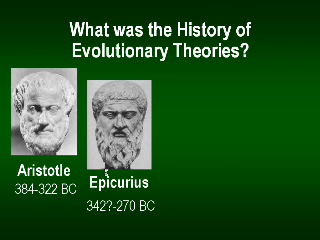 What was the History of
Evolutionary Theories?
Aristotle
384-322 BC
Epicurius
342?-270 BC